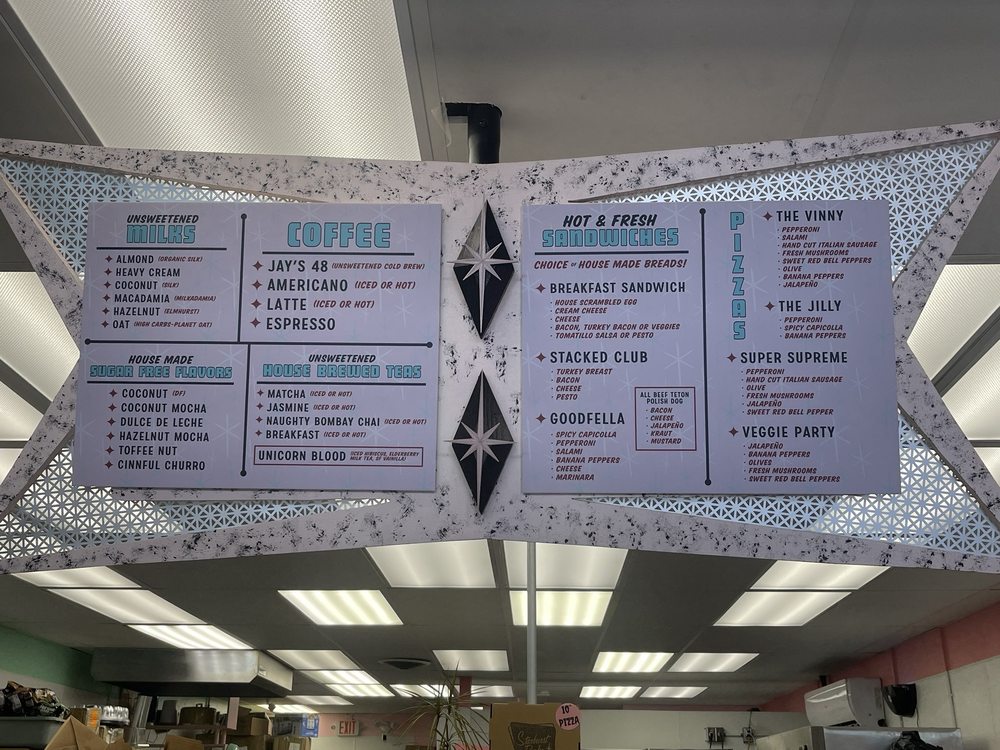 UNSWEETENED
MILKS
ALMOND (ORGANIC SILK)
HEAVY CREAM
COCONUT (SILK)
MACADAMIA (MILKADAMIA)
HAZELNUT (ELMHURST)
OAT (HIGH CARBS-PLANET OAT)
COFFEE
JAY'S 48 (UNSWEETENED COLD BREW)
AMERICANO (ICED OR HOT)
LATTE (ICED OR HOT)
ESPRESSO
HOUSE MADE
SUGAR FREE FLAVORS
COCONUT (DF)
COCONUT MOCHA
DULCE DE LECHE
HAZELNUT MOCHA
TOFFEE NUT
CINNFUL CHURRO
UNSWEETENED
HOUSE BREWED TEAS
MATCHA (ICED OR HOT)
JASMINE (ICED OR HOT)
NAUGHTY BOMBAY CHAI (ICED OR HOT)
BREAKFAST (ICED OR HOT)
UNICORN BLOOD (ICED HIBISCUS, ELDERBERRY
MILK TEA, SF VANILLA)
HOT & FRESH
SANDWICHES
CHOICE OF HOUSE MADE BREADS!
BREAKFAST SANDWICH
· HOUSE SCRAMBLED EGG
· CREAM CHEESE
· CHEESE
· BACON, TURKEY BACON OR VEGGIES
· TOMATILLO SALSA OR PESTO
STACKED CLUB
· TURKEY BREAST
· BACON
· CHEESE
· PESTO
GOODFELLA
· SPICY CAPICOLLA
· PEPPERONI
· SALAMI
· BANANA PEPPERS
· CHEESE
· MARINARA
ALL BEEF TETON
POLISH DOG
· BACON
· CHEESE
· JALAPEÑO
· KRAUT
· MUSTARD
PIZZAS
THE VINNY
· PEPPERONI
· SALAMI
· HAND CUT ITALIAN SAUSAGE
· FRESH MUSHROOMS
· SWEET RED BELL PEPPERS
· OLIVE
· BANANA PEPPERS
· JALAPEÑO
THE JILLY
· PEPPERONI
· SPICY CAPICOLLA
· BANANA PEPPERS
SUPER SUPREME
· PEPPERONI
· HAND CUT ITALIAN SAUSAGE
· OLIVE
· FRESH MUSHROOMS
· JALAPEÑO
· SWEET RED BELL PEPPER
VEGGIE PARTY
· JALAPEÑO
· BANANA PEPPERS
· OLIVES
· FRESH MUSHROOMS
· SWEET RED BELL PEPPERS
EXIT
10"
PIZZA